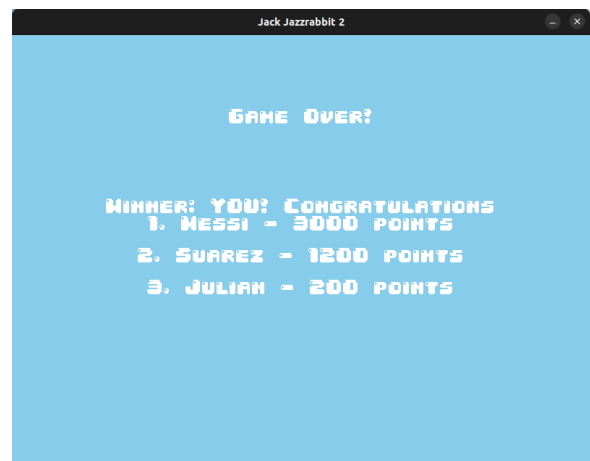 Jack Jazzrabbit 2
Game Over!
Winner: YOU! Congratulations
1. Messi - 3000 points
2. Suarez - 1200 points
3. Julian - 200 points